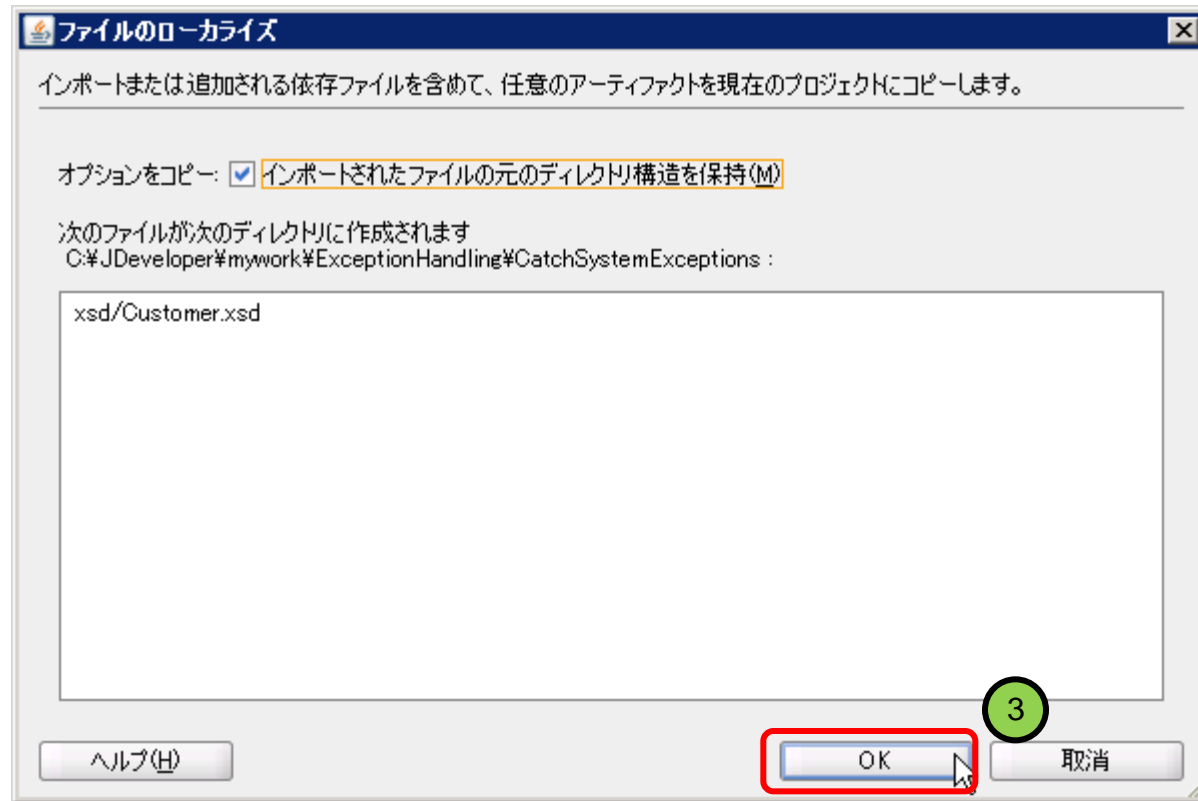 ファイルのローカライズ
インポートまたは追加される依存ファイルを含めて、任意のアーティファクトを現在のプロジェクトにコピーします。
オプションをコピー: インポートされたファイルの元のディレクトリ構造を保持(M)
次のファイルが次のディレクトリに作成されます
C:¥JDeveloper¥mywork¥ExceptionHandling¥CatchSystemExceptions :
xsd/Customer.xsd
3
ヘルプ(H) OK 取消